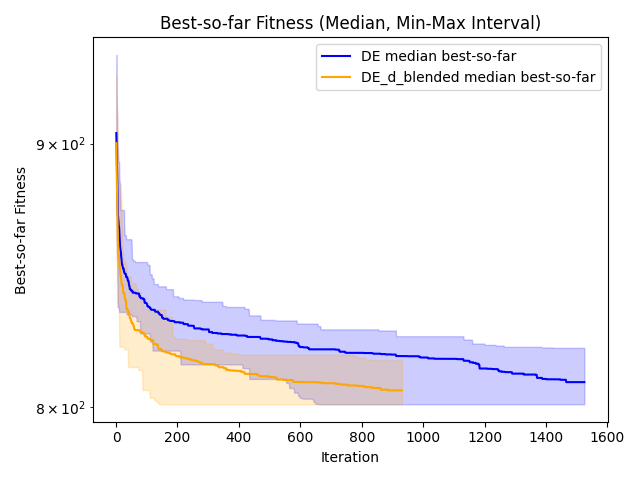 Best-so-far Fitness (Median, Min-Max Interval)
DE median best-so-far
DE_d_blended median best-so-far
9 × 10²
8 × 10²
Best-so-far Fitness
0 200 400 600 800 1000 1200 1400 1600
Iteration